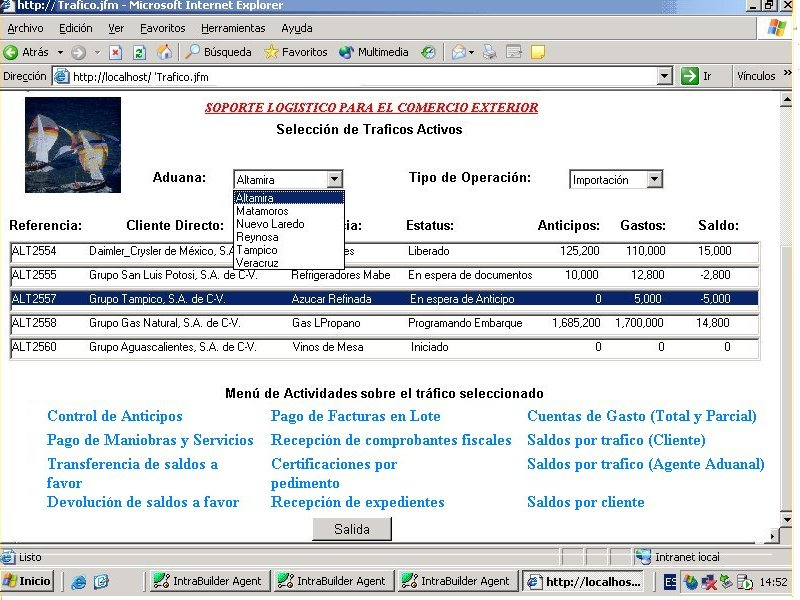 http://Trafico.jfm - Microsoft Internet Explorer
Archivo Edición Ver Favoritos Herramientas Ayuda
Atrás Búsqueda Favoritos Multimedia
Dirección http://localhost/ 'Trafico.jfm Ir Vínculos »
SOPORTE LOGISTICO PARA EL COMERCIO EXTERIOR
Selección de Traficos Activos
Aduana: Altamira Tipo de Operación: Importación
Altamira
Matamoros
Nuevo Laredo
Reynosa
Tampico
Veracruz
Referencia: Cliente Directo: Estatus: Anticipos: Gastos: Saldo:
ALT2554 Daimler_Crysler de México, S.A. Liberado 125,200 110,000 15,000
ALT2555 Grupo San Luis Potosi, S.A. de C-V. Refrigeradores Mabe En espera de documentos 10,000 12,800 -2,800
ALT2557 Grupo Tampico, S.A. de C-V. Azucar Refinada En espera de Anticipo 0 5,000 -5,000
ALT2558 Grupo Gas Natural, S.A. de C-V. Gas LPropano Programando Embarque 1,685,200 1,700,000 14,800
ALT2560 Grupo Aguascalientes, S.A. de C-V. Vinos de Mesa Iniciado 0 0 0
Menú de Actividades sobre el tráfico seleccionado
Control de Anticipos Pago de Facturas en Lote Cuentas de Gasto (Total y Parcial)
Pago de Maniobras y Servicios Recepción de comprobantes fiscales Saldos por trafico (Cliente)
Transferencia de saldos a Certificaciones por Saldos por trafico (Agente Aduanal)
favor pedimento
Devolución de saldos a favor Recepción de expedientes Saldos por cliente
Salida
Listo Intranet local
Inicio IntraBuilder Agent IntraBuilder Agent IntraBuilder Agent http://localhos... ES 14:52